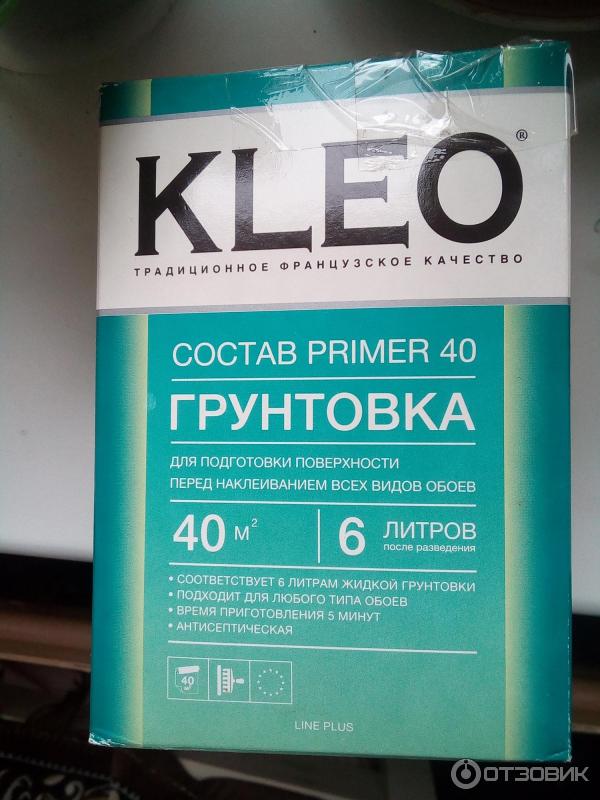 KLEO®
ТРАДИЦИОННОЕ ФРАНЦУЗСКОЕ КАЧЕСТВО
СОСТАВ PRIMER 40
ГРУНТОВКА
ДЛЯ ПОДГОТОВКИ ПОВЕРХНОСТИ
ПЕРЕД НАКЛЕИВАНИЕМ ВСЕХ ВИДОВ ОБОЕВ
40 м²
6 ЛИТРОВ
после разведения
• СООТВЕТСТВУЕТ 6 ЛИТРАМ ЖИДКОЙ ГРУНТОВКИ
• ПОДХОДИТ ДЛЯ ЛЮБОГО ТИПА ОБОЕВ
• ВРЕМЯ ПРИГОТОВЛЕНИЯ 5 МИНУТ
• АНТИСЕПТИЧЕСКАЯ
40
м²
LINE PLUS
ОТЗОВИК